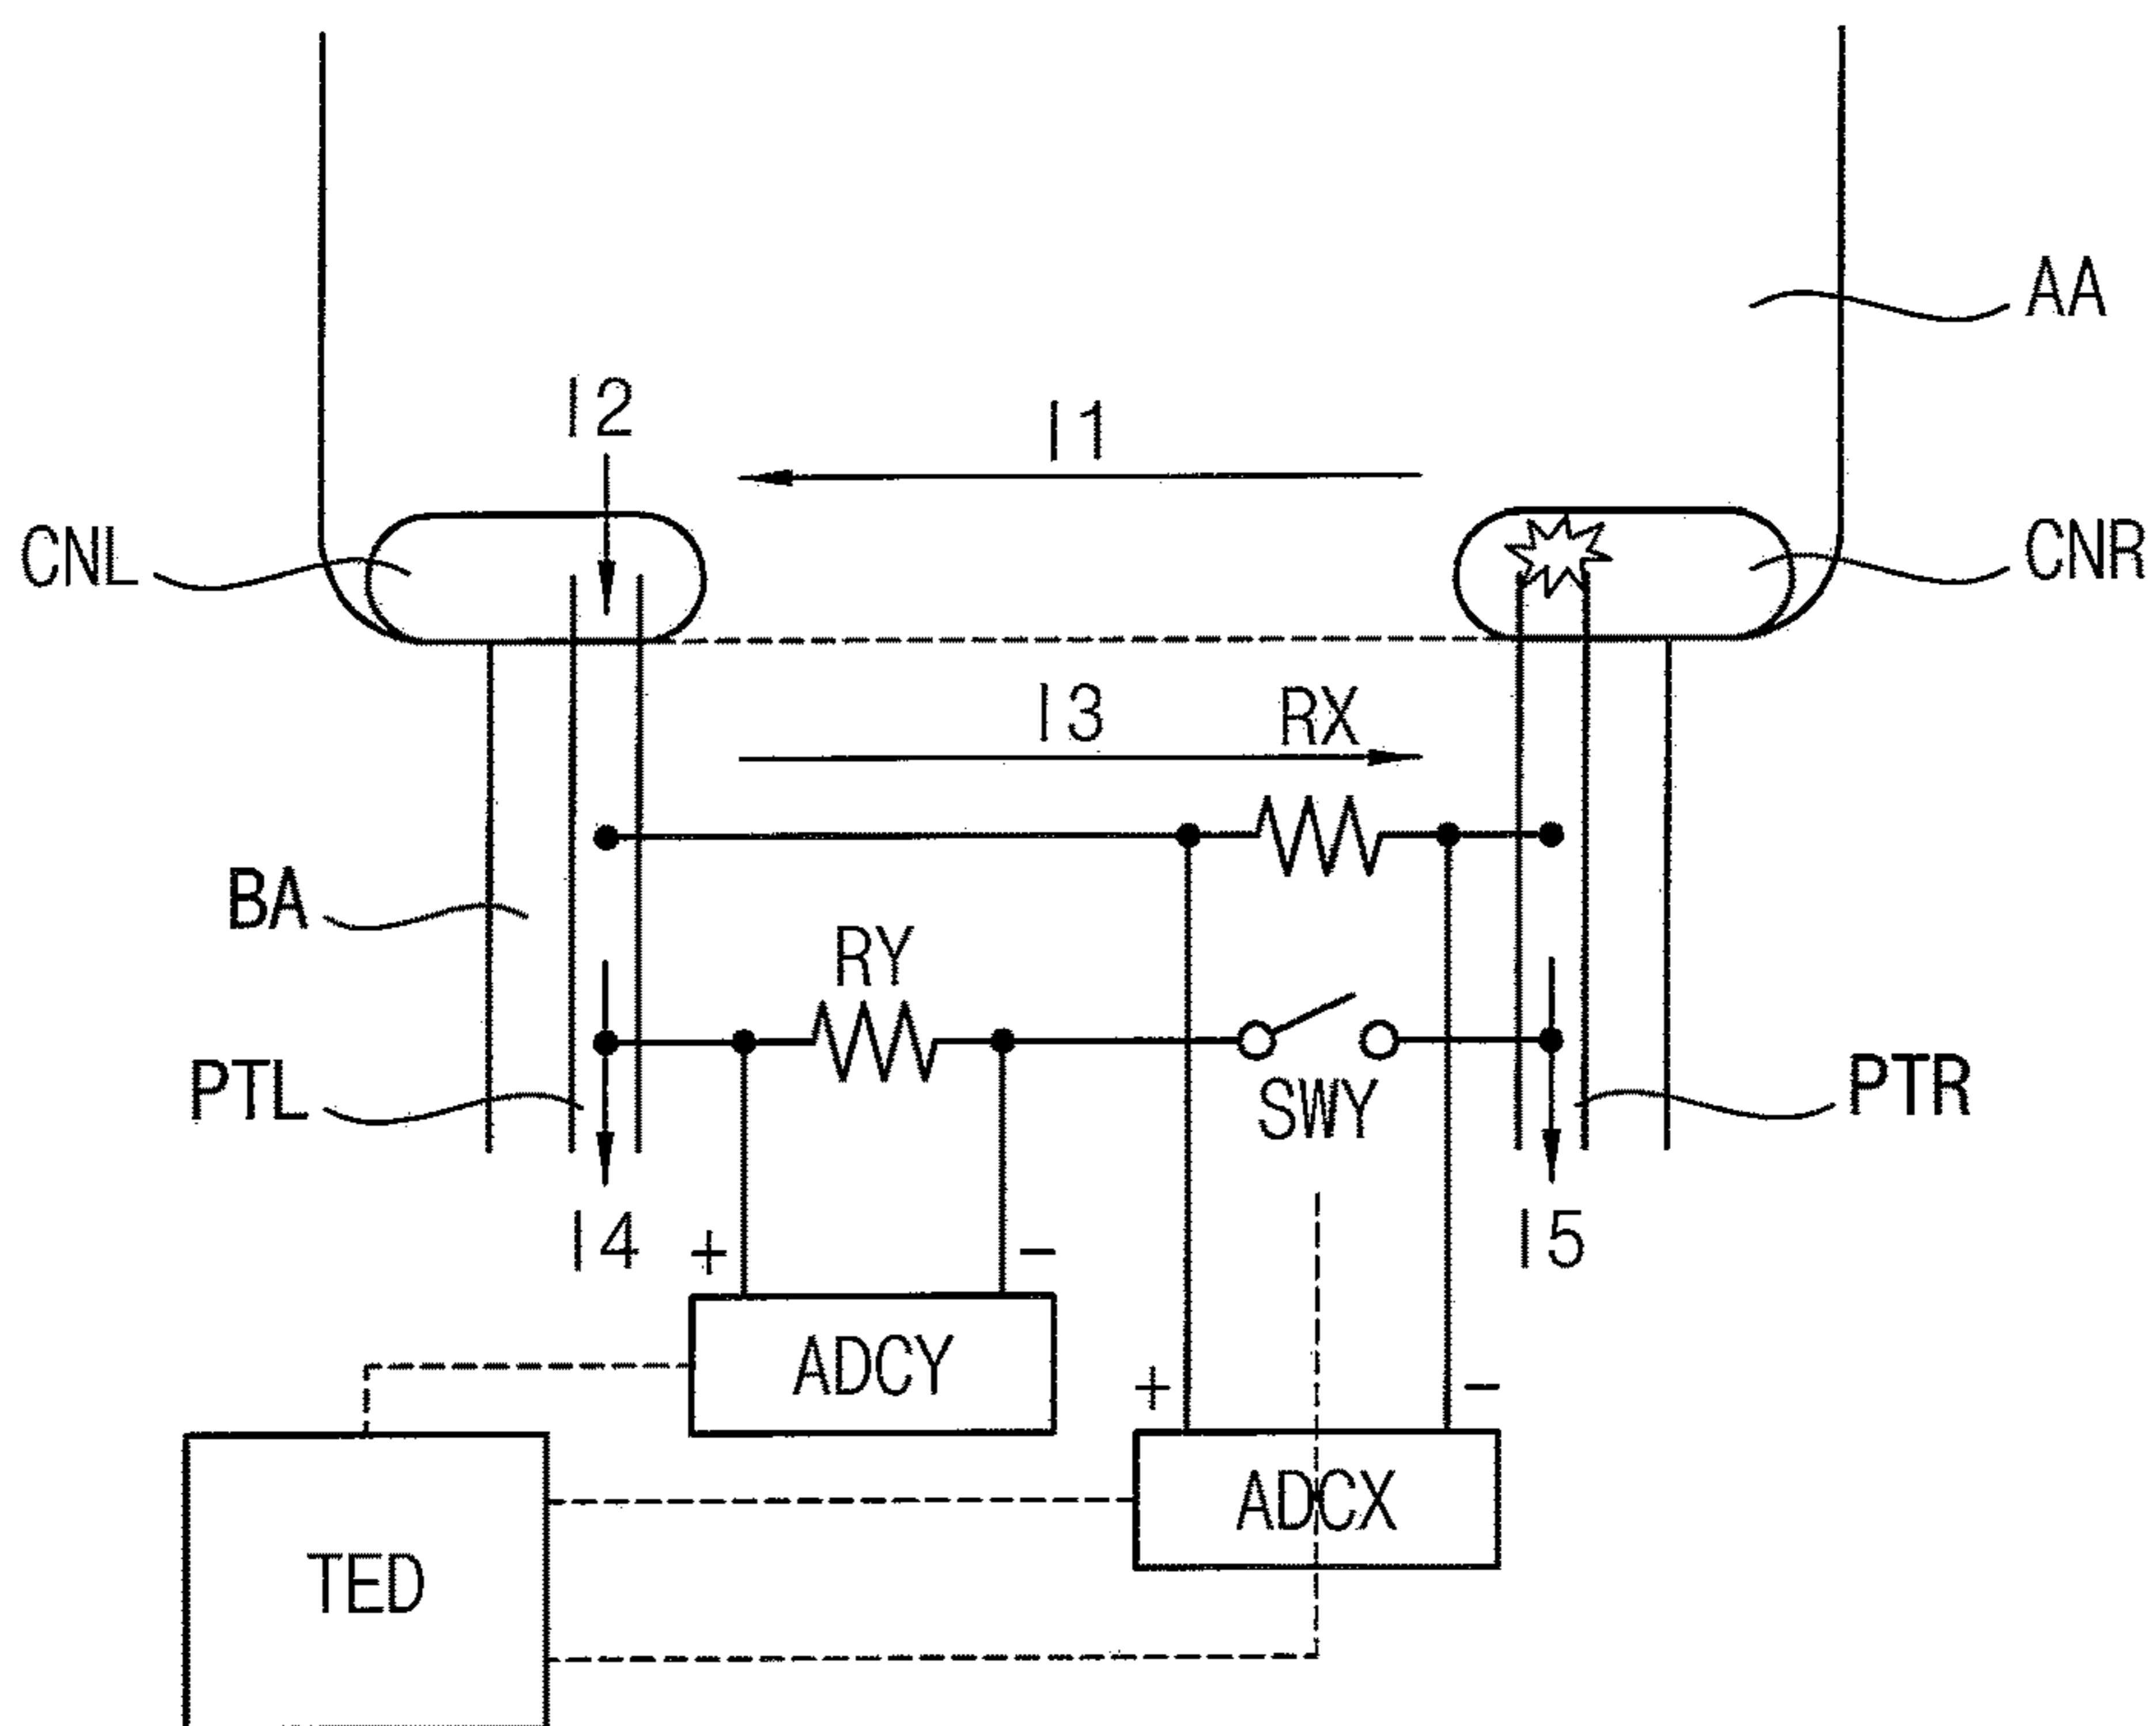 AA
I2
I1
CNL
CNR
I3
RX
BA
RY
PTL
SWY
PTR
I4
+
-
I5
ADCY
+
-
ADCX
TED